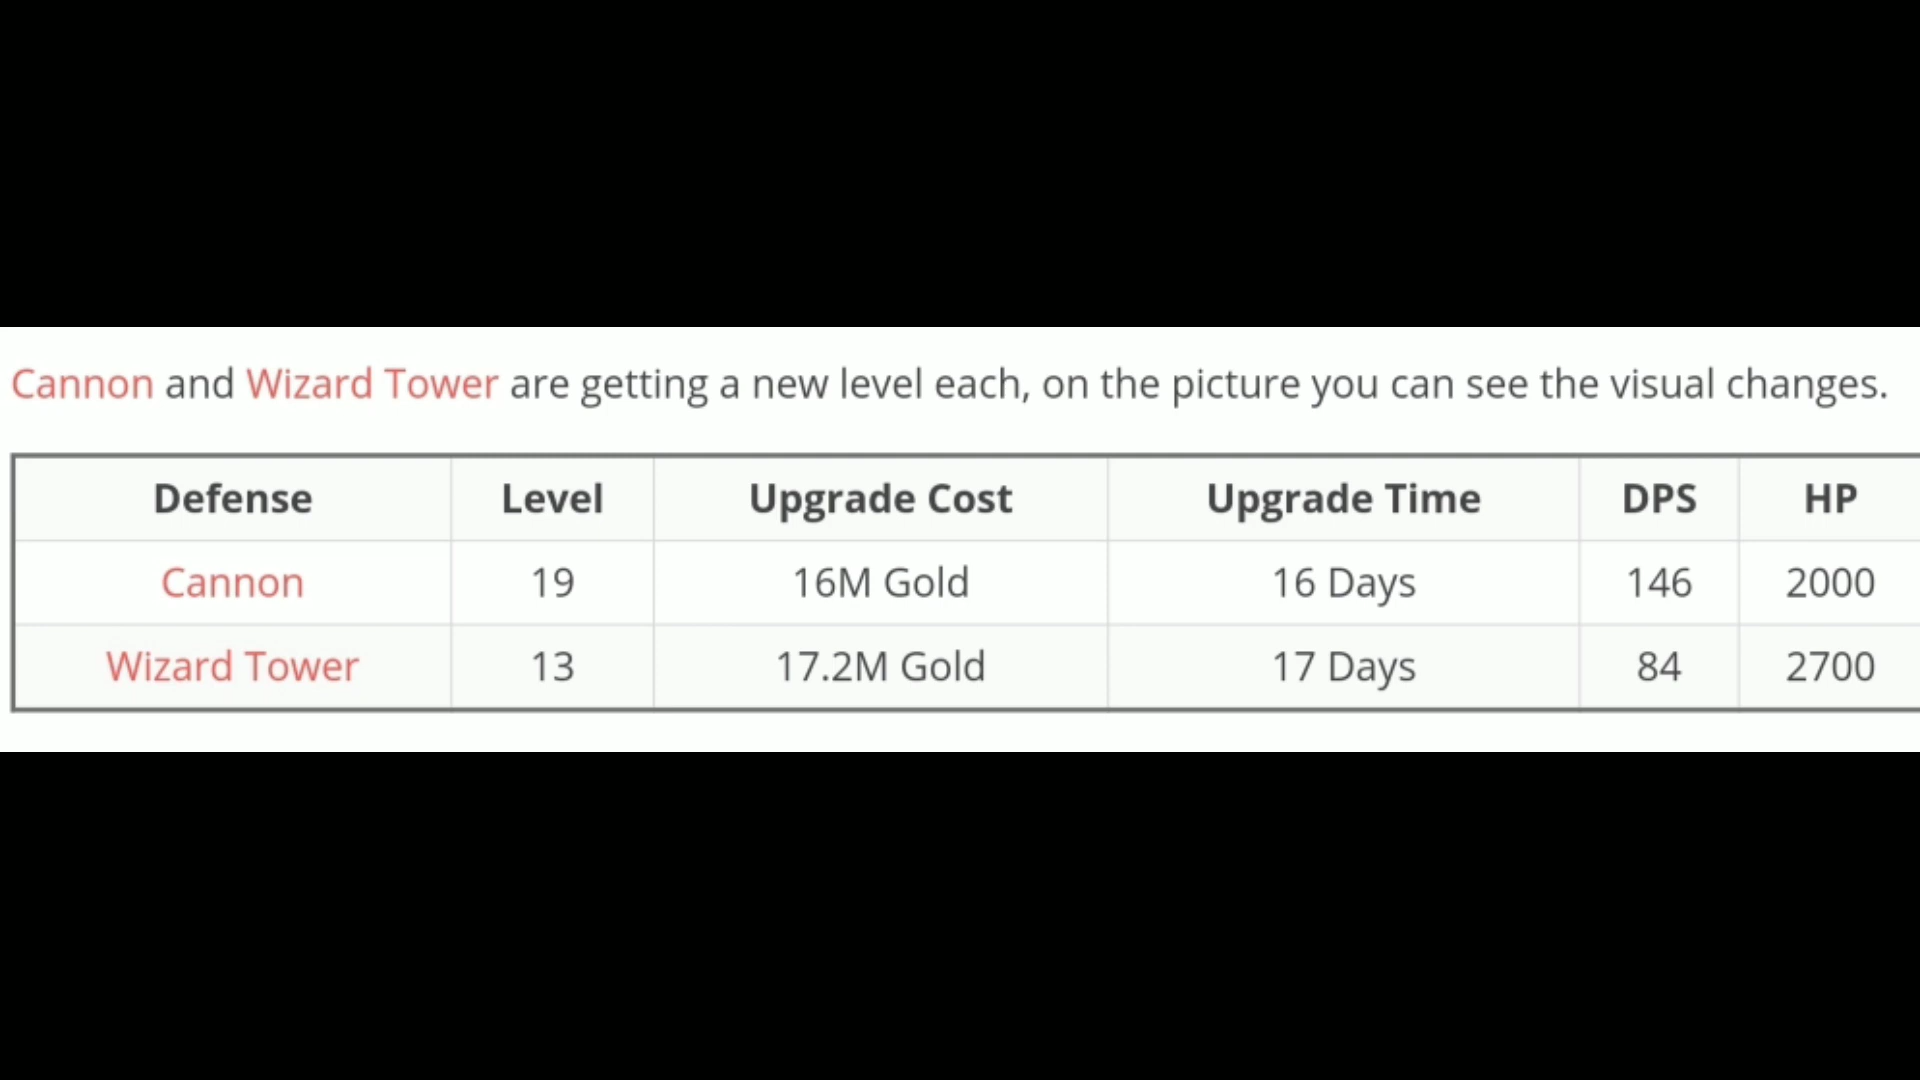 Cannon and Wizard Tower are getting a new level each, on the picture you can see the visual changes.
Defense Level Upgrade Cost Upgrade Time DPS HP
Cannon 19 16M Gold 16 Days 146 2000
Wizard Tower 13 17.2M Gold 17 Days 84 2700